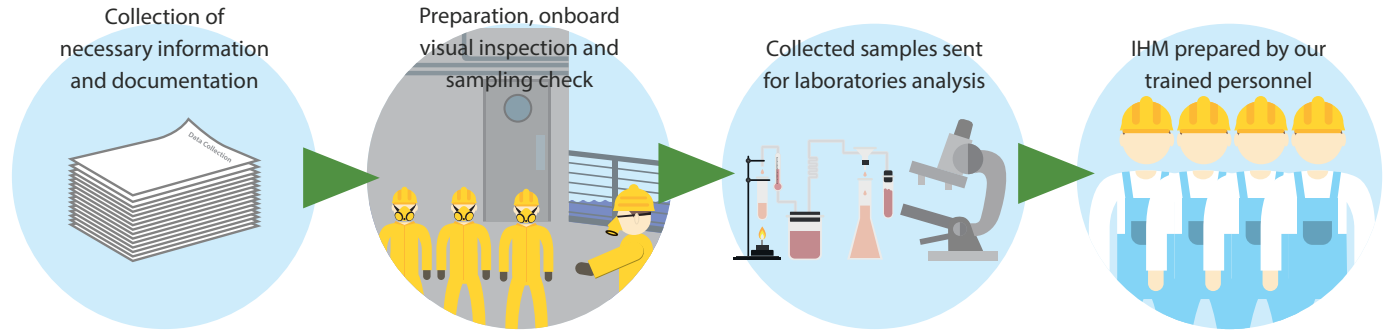 Collection of
necessary information
and documentation
Data Collection
Preparation, onboard
visual inspection and
sampling check
Collected samples sent
for laboratories analysis
IHM prepared by our
trained personnel